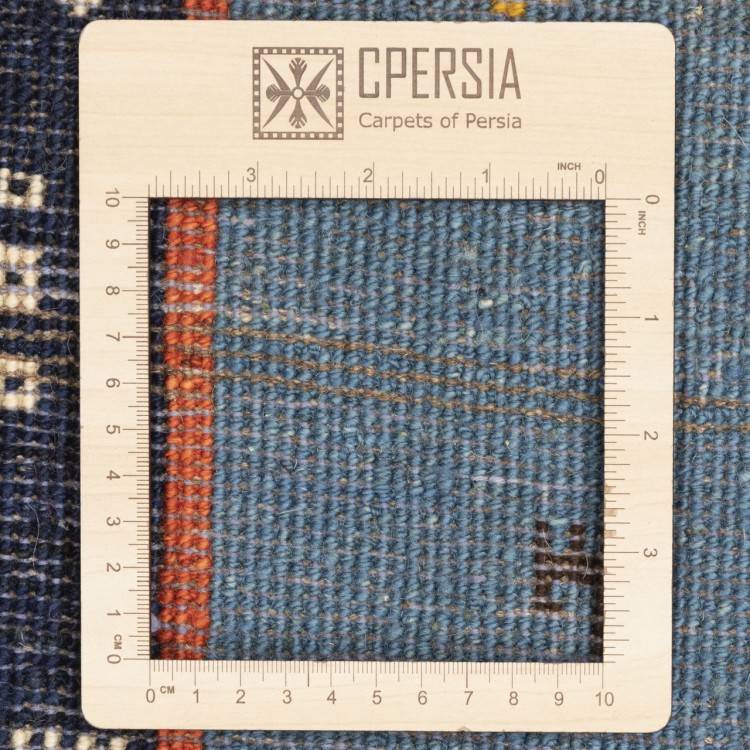 CPERSIA
Carpets of Persia
INCH
3 2 1 0
10 9 8 7 6 5 4 3 2 1 0
CM
0 1 2 3
INCH
0 CM 1 2 3 4 5 6 7 8 9 10